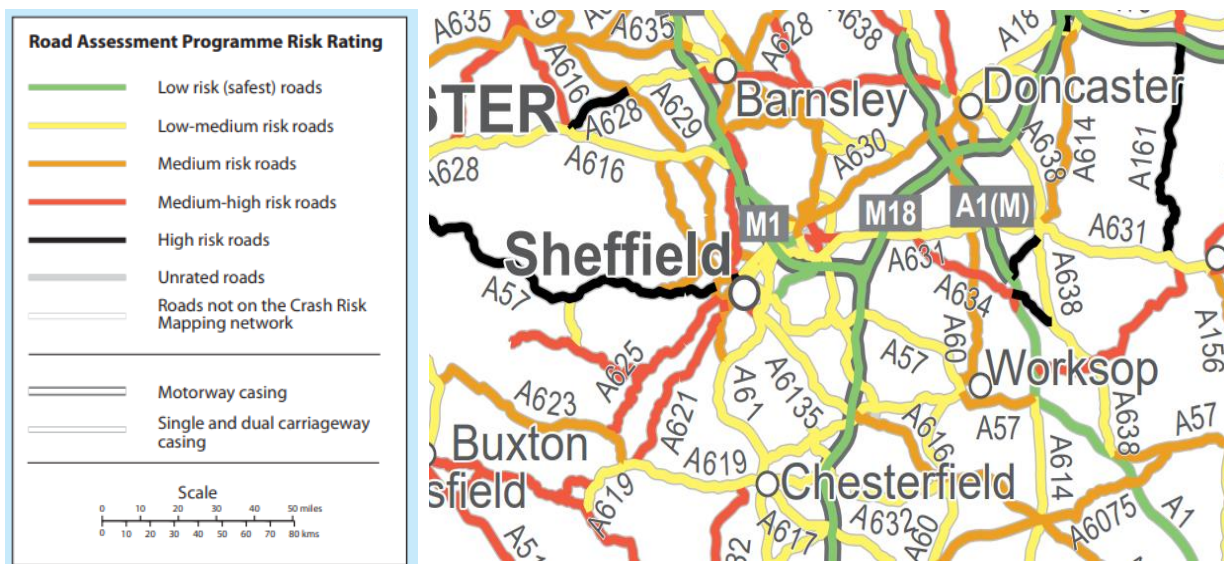 Road Assessment Programme Risk Rating
Low risk (safest) roads
Low-medium risk roads
Medium risk roads
Medium-high risk roads
High risk roads
Unrated roads
Roads not on the Crash Risk
Mapping network
Motorway casing
Single and dual carriageway
casing
Scale
0 10 20 30 40 50 miles
0 10 20 30 40 50 60 70 80 kms
A635
A635
A628
A638
A18
A616
STER
A628
A629
Barnsley
Doncaster
A628
A616
A630
A638
A614
A161
M1
M18
A1(M)
Sheffield
A631
A631
A57
A634
A638
A625
A57
A60
A156
A623
A621
A61
A6135
Worksop
A616
A57
A638
A57
Buxton
sfield
A619
A619
Chesterfield
A614
A617
A632
A60
A6075
A1